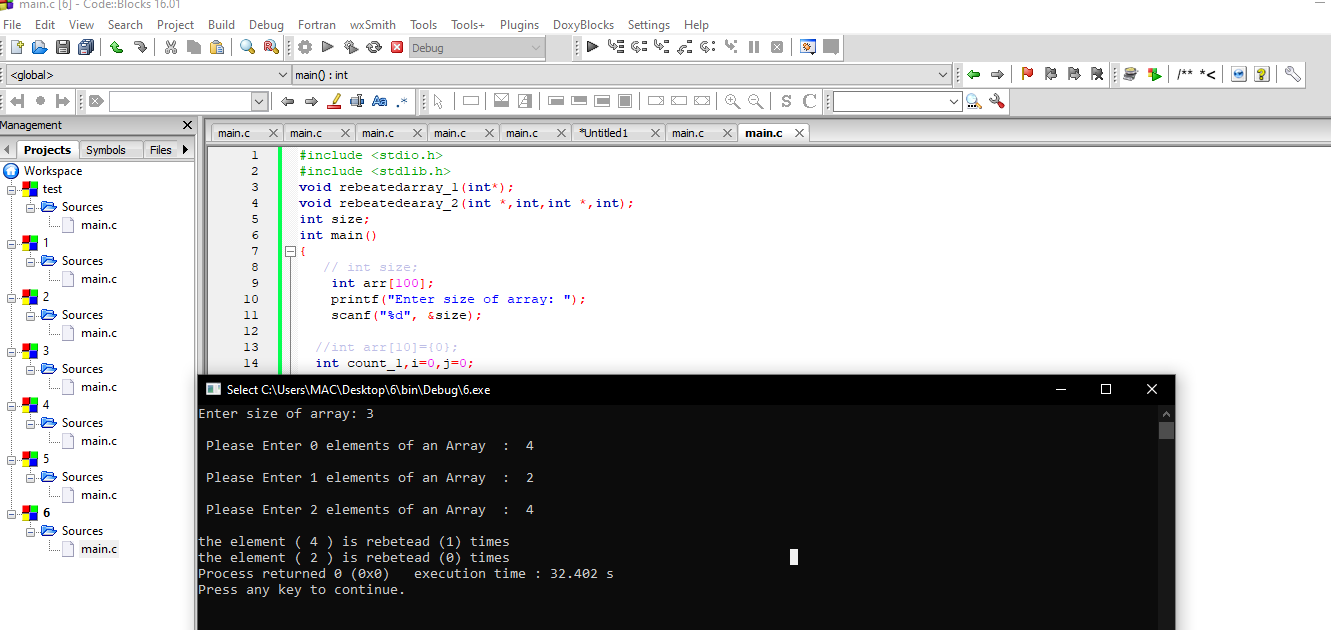 main.c [6] - Code::Blocks 16.01
File Edit View Search Project Build Debug Fortran wxSmith Tools Tools+ Plugins DoxyBlocks Settings Help
Debug
<global> main() : int /** *<
Aa .* S C
Management
Projects Symbols Files
Workspace
test
Sources
main.c
1
Sources
main.c
2
Sources
main.c
3
Sources
main.c
4
Sources
main.c
5
Sources
main.c
6
Sources
main.c
main.c main.c main.c main.c main.c *Untitled1 main.c main.c
1 #include <stdio.h>
2 #include <stdlib.h>
3 void rebeatedarray_1(int*);
4 void rebeatedearay_2(int *,int,int *,int);
5 int size;
6 int main()
7 {
8 // int size;
9 int arr[100];
10 printf("Enter size of array: ");
11 scanf("%d", &size);
12
13 //int arr[10]={0};
14 int count_1,i=0,j=0;
Select C:\Users\MAC\Desktop\6\bin\Debug\6.exe
Enter size of array: 3
Please Enter 0 elements of an Array : 4
Please Enter 1 elements of an Array : 2
Please Enter 2 elements of an Array : 4
the element ( 4 ) is rebetead (1) times
the element ( 2 ) is rebetead (0) times
Process returned 0 (0x0) execution time : 32.402 s
Press any key to continue.